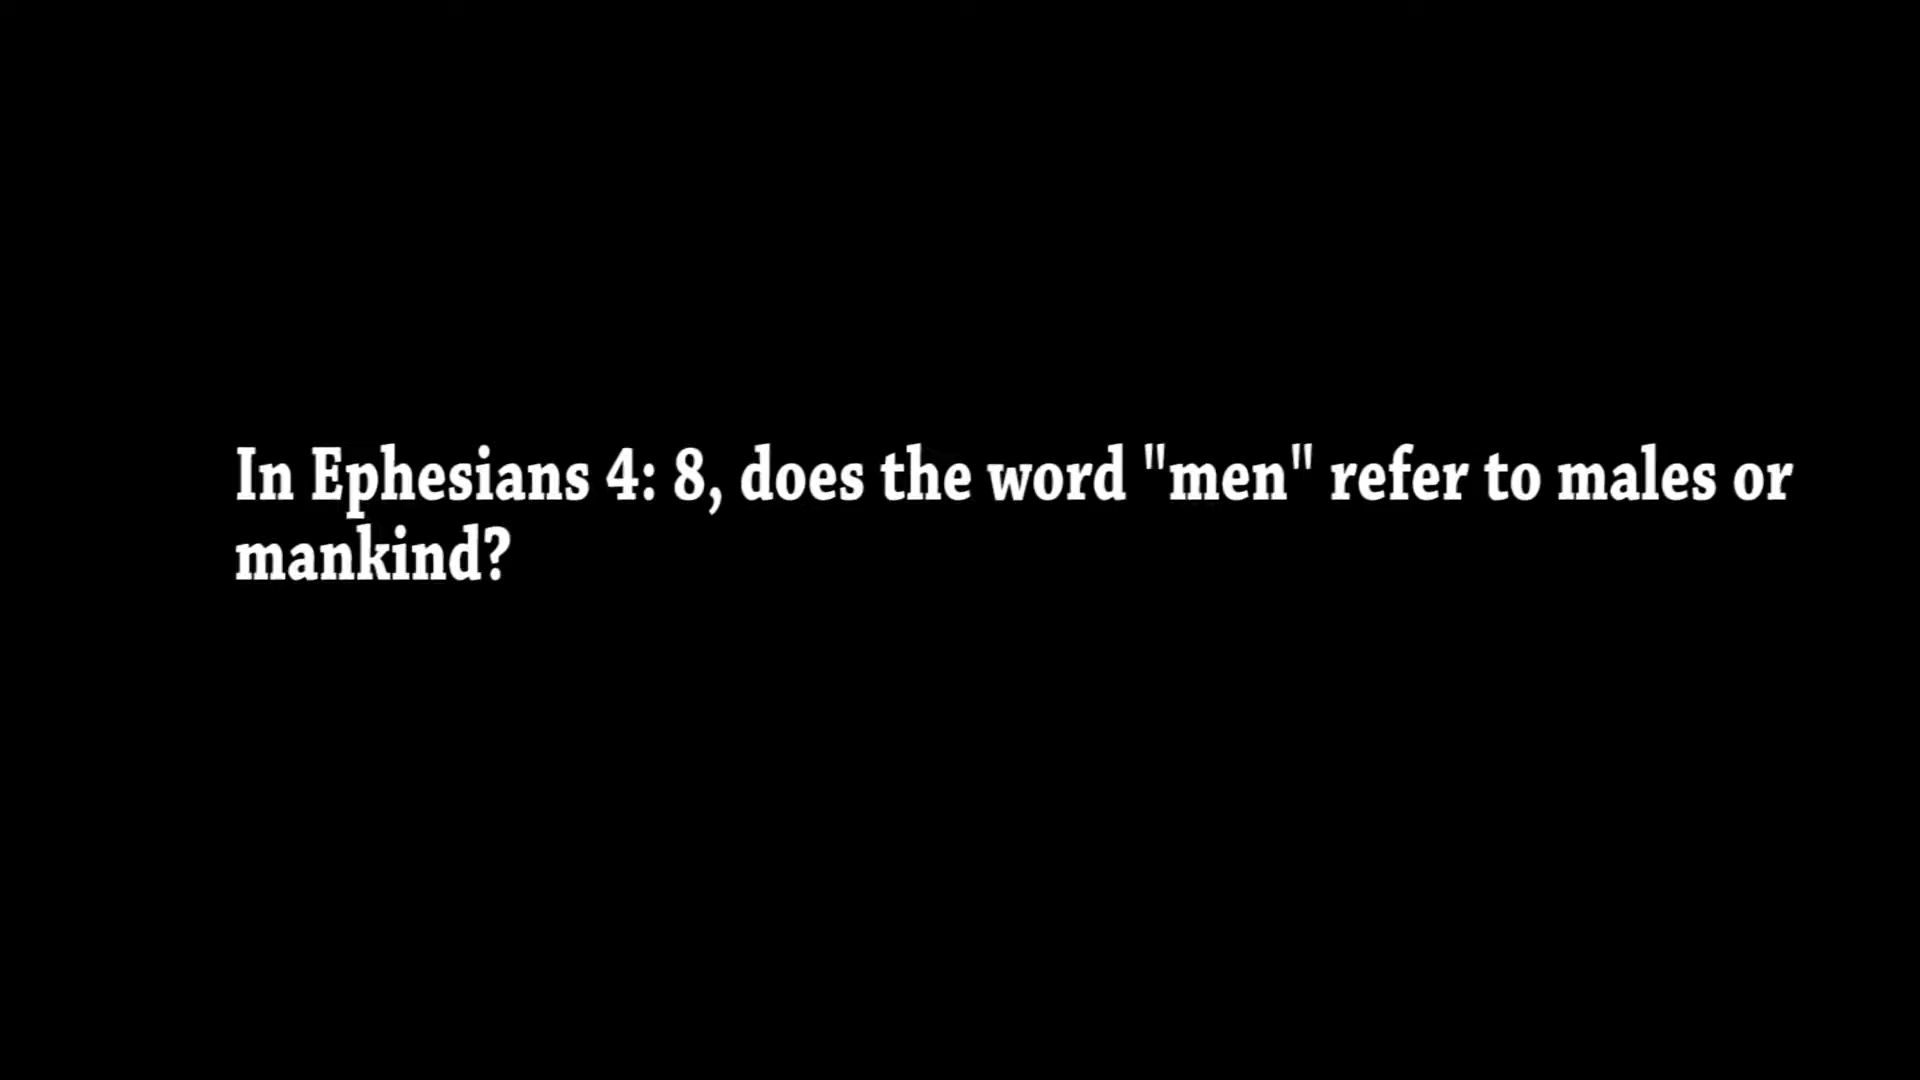 In Ephesians 4: 8, does the word "men" refer to males or
mankind?